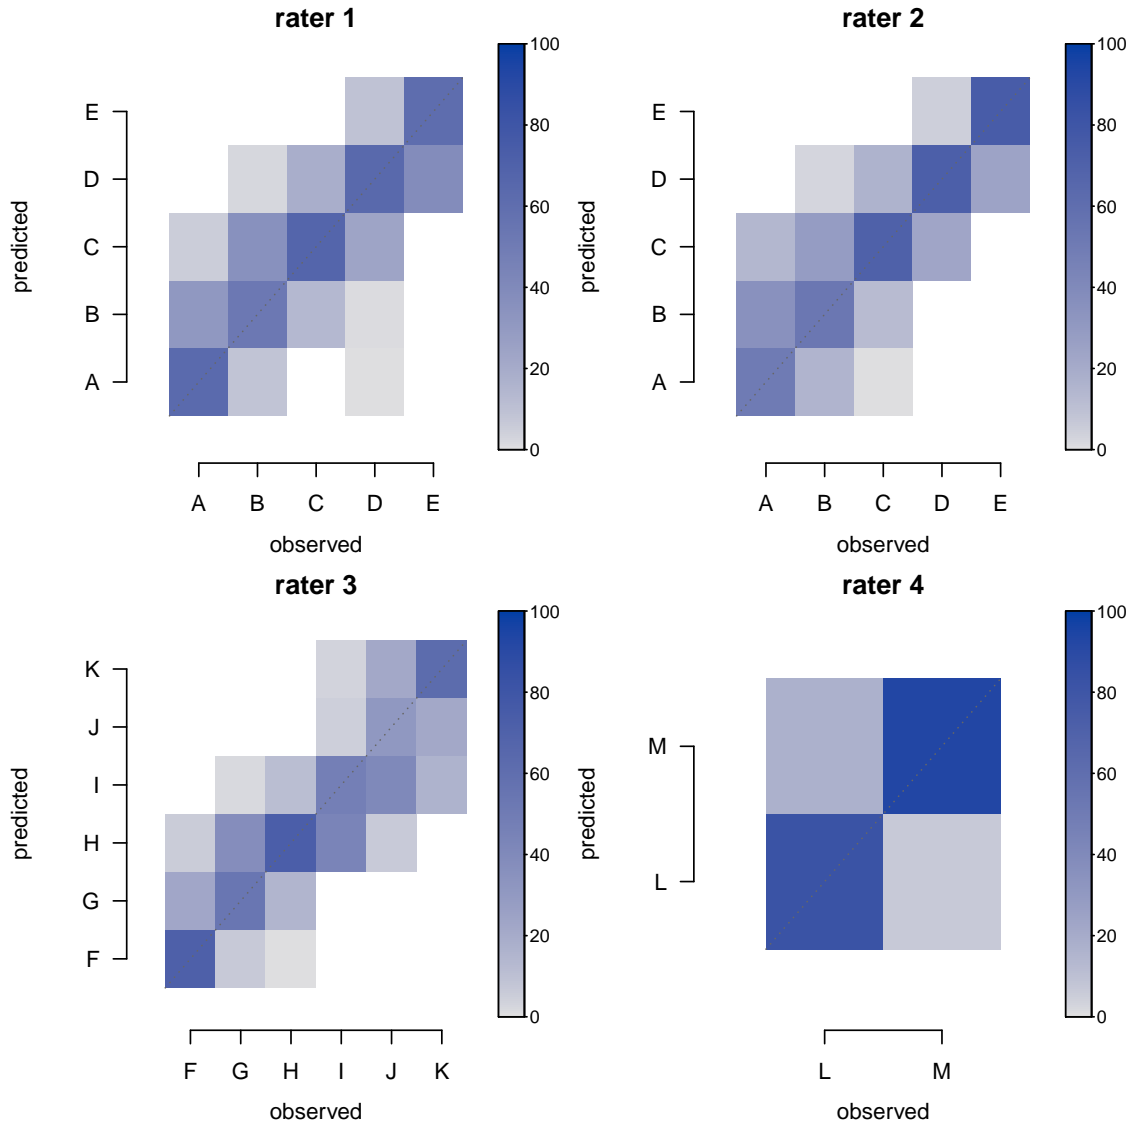 rater 1
predicted
E
D
C
B
A
100
80
60
40
20
0
A B C D E
observed
rater 2
predicted
E
D
C
B
A
100
80
60
40
20
0
A B C D E
observed
rater 3
predicted
K
J
I
H
G
F
100
80
60
40
20
0
F G H I J K
observed
rater 4
predicted
M
L
100
80
60
40
20
0
L M
observed